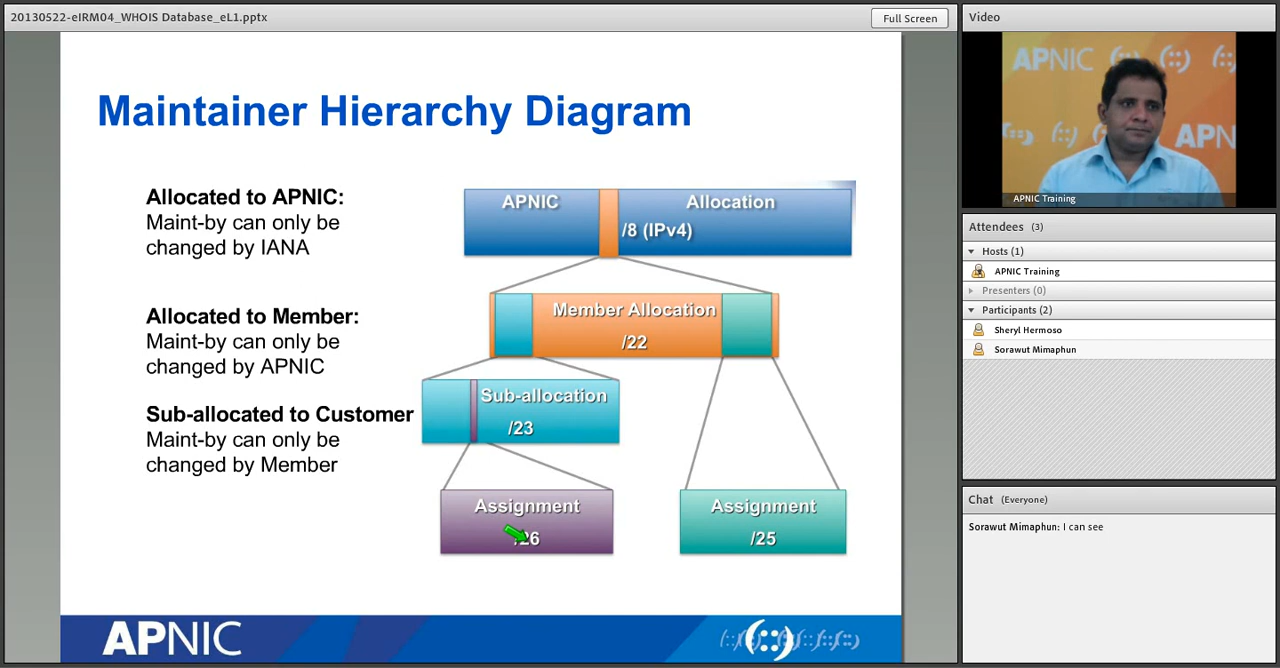 20130522-eIRM04_WHOIS Database_eL1.pptx
Full Screen
Maintainer Hierarchy Diagram
Allocated to APNIC:
Maint-by can only be
changed by IANA
Allocated to Member:
Maint-by can only be
changed by APNIC
Sub-allocated to Customer
Maint-by can only be
changed by Member
APNIC
Allocation
/8 (IPv4)
Member Allocation
/22
Sub-allocation
/23
Assignment
/26
Assignment
/25
APNIC
Video
APNIC
APN
APNIC Training
Attendees (3)
Hosts (1)
APNIC Training
Presenters (0)
Participants (2)
Sheryl Hermoso
Sorawut Mimaphun
Chat (Everyone)
Sorawut Mimaphun: I can see